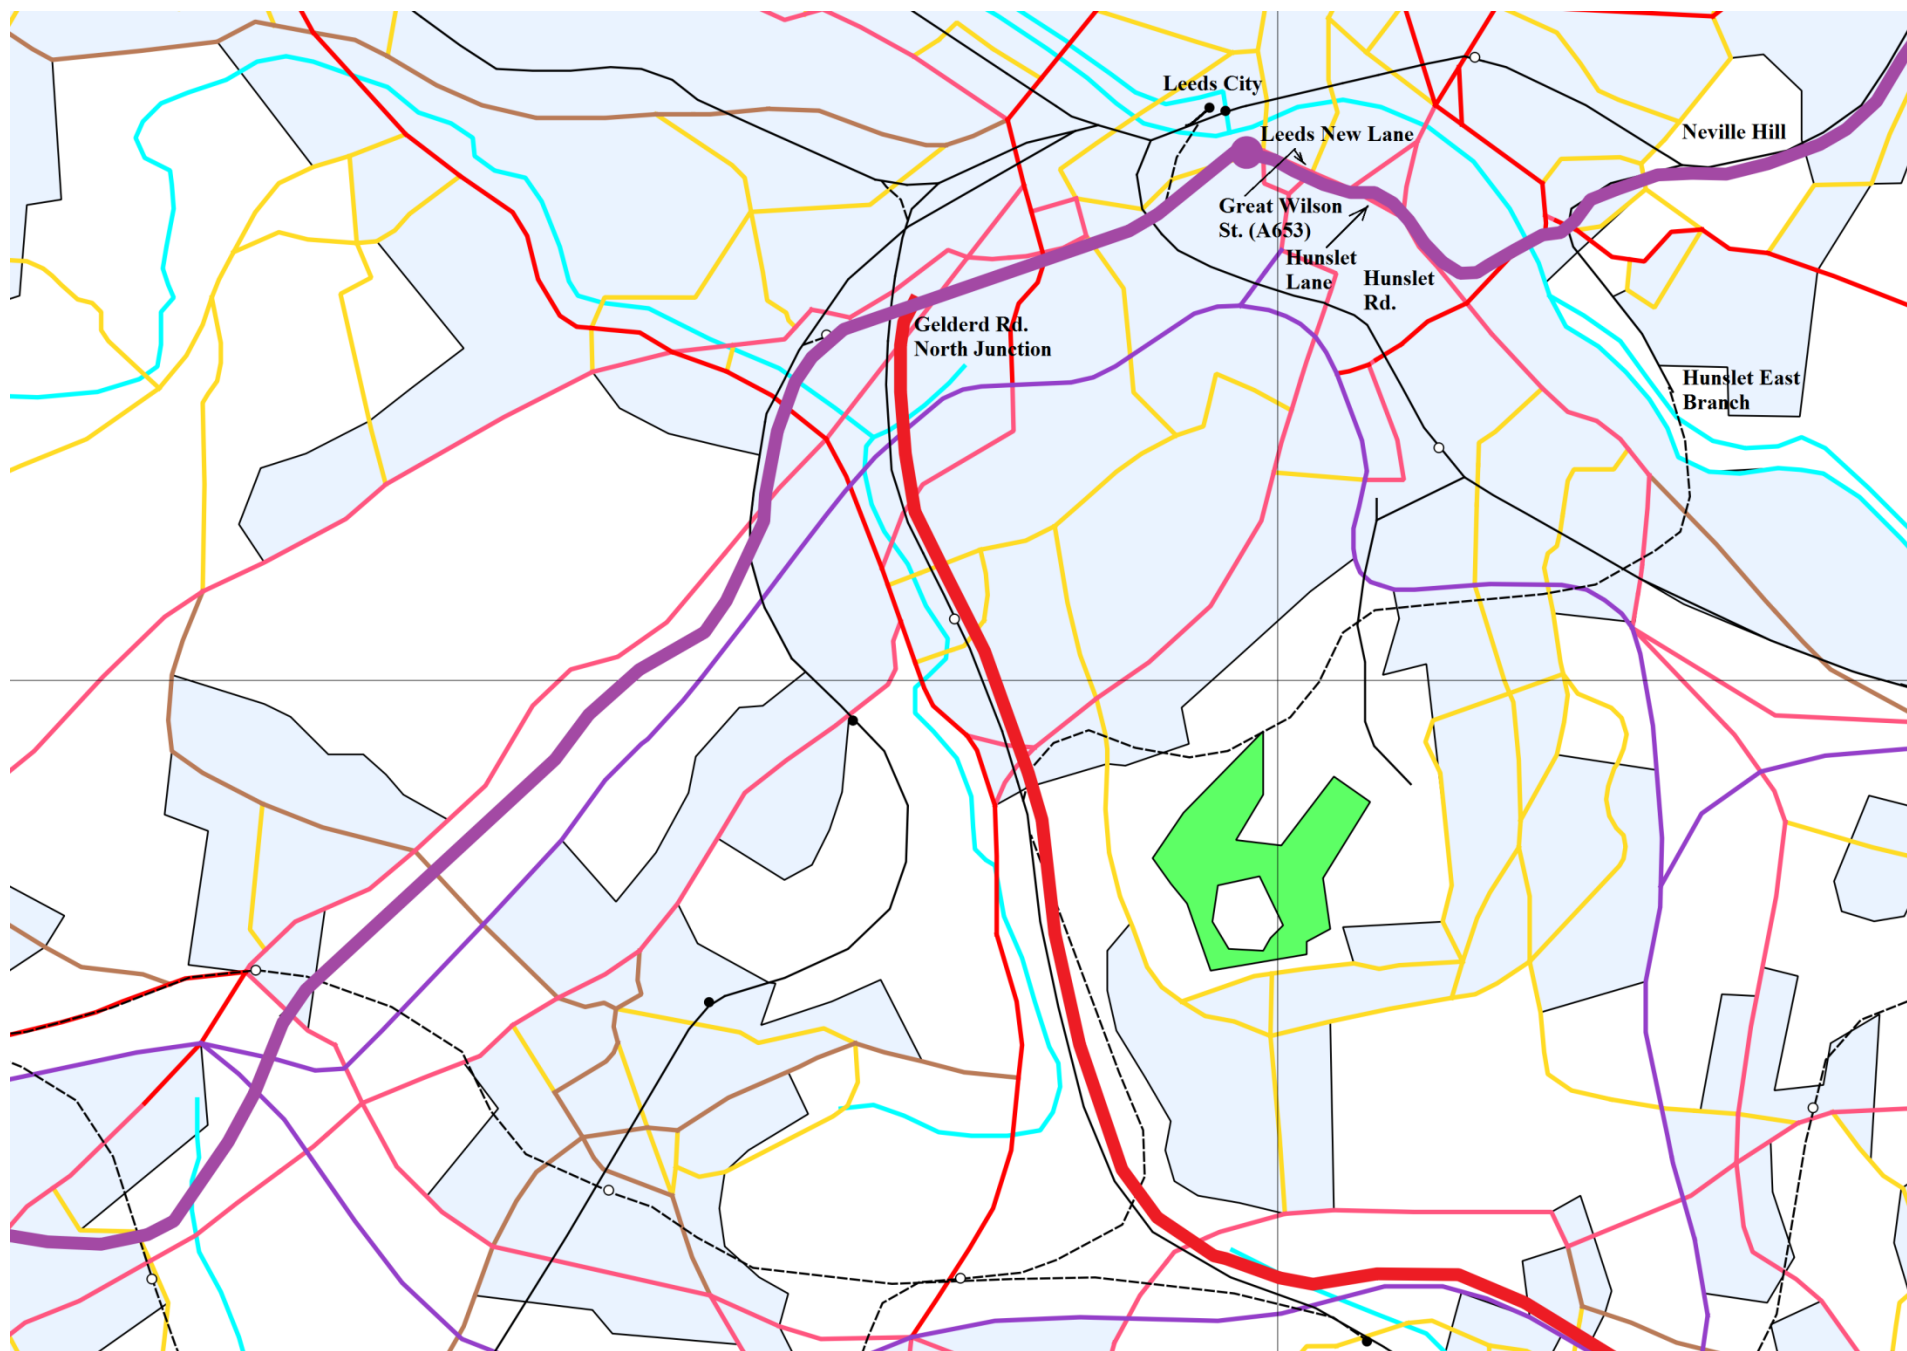 Leeds City
Leeds New Lane
Neville Hill
Great Wilson
St. (A653)
Hunslet
Lane
Hunslet
Rd.
Gelderd Rd.
North Junction
Hunslet East
Branch